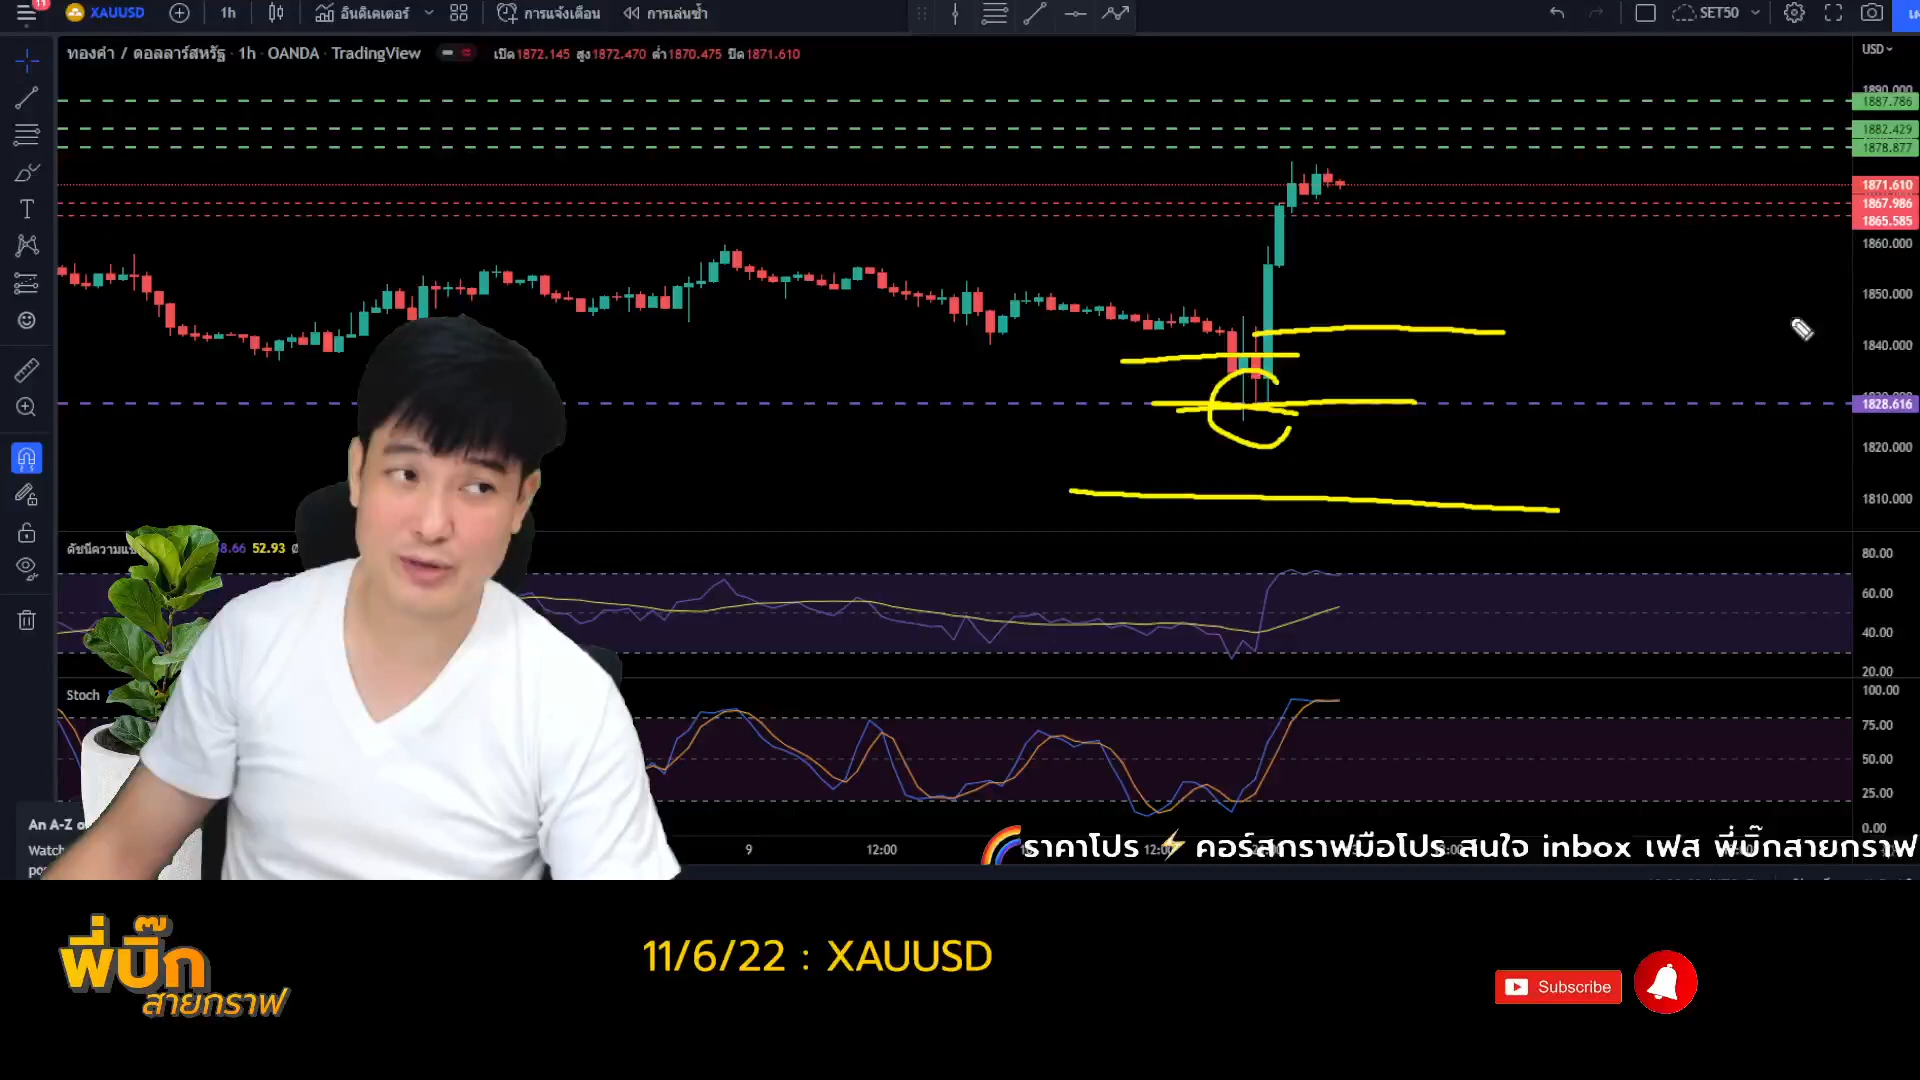 11
XAUUSD
1h
อินดิเคเตอร์
การแจ้งเตือน
การเล่นซ้ำ
SET50
ทองคำ / ดอลลาร์สหรัฐ · 1h · OANDA · TradingView
เปิด1872.145 สูง1872.470 ต่ำ1870.475 ปิด1871.610
USD
1890.000
1887.786
1882.429
1878.877
1871.610
1867.986
1865.585
1860.000
1850.000
1840.000
1828.616
1820.000
1810.000
52.93
80.00
60.00
40.00
20.00
Stoch
100.00
75.00
50.00
25.00
0.00
An A-Z
9
12:00
12:00
🌈ราคาโปร ⚡ คอร์สกราฟมือโปร สนใจ inbox เฟส พี่บิ๊กสายกราฟ
พี่บิ๊ก
สายกราฟ
11/6/22 : XAUUSD
Subscribe